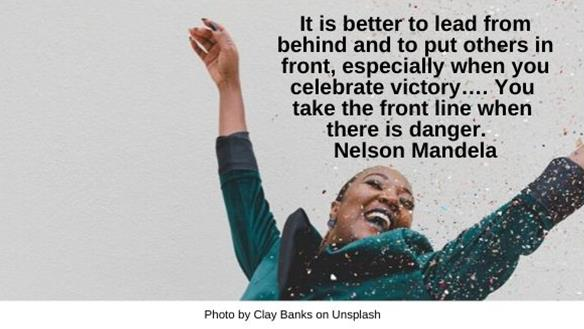 It is better to lead from
behind and to put others in
front, especially when you
celebrate victory.... You
take the front line when
there is danger.
Nelson Mandela
Photo by Clay Banks on Unsplash